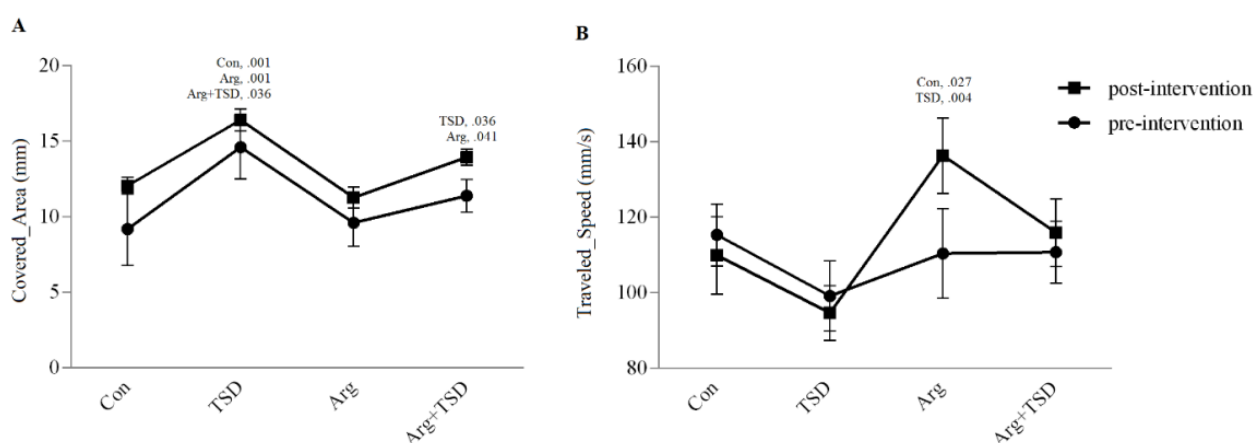 A
Covered_Area (mm)
20
15
10
5
0
Con, .001
Arg, .001
Arg+TSD, .036
TSD, .036
Arg, .041
Con
TSD
Arg
Arg+TSD
B
Traveled_Speed (mm/s)
160
140
120
100
80
Con, .027
TSD, .004
Con
TSD
Arg
Arg+TSD
post-intervention
pre-intervention